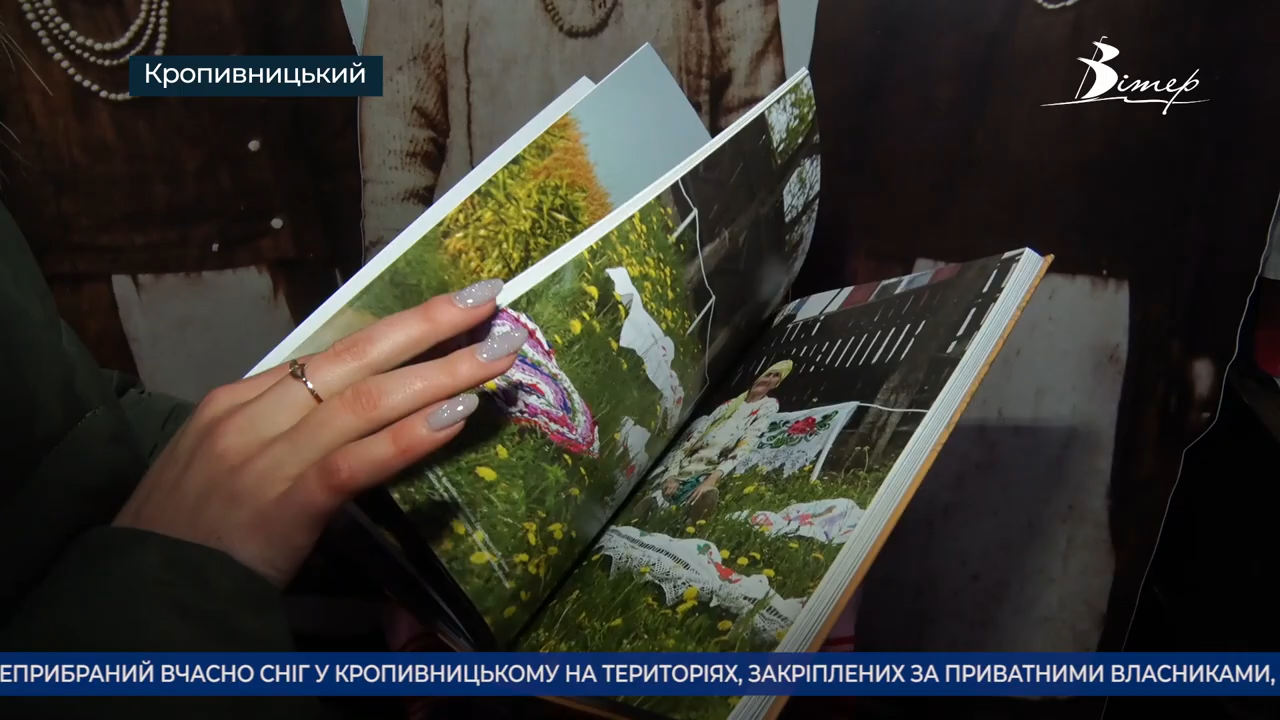 Кропивницький
Вітер
ЕПРИБРАНИЙ ВЧАСНО СНІГ У КРОПИВНИЦЬКОМУ НА ТЕРИТОРІЯХ, ЗАКРІПЛЕНИХ ЗА ПРИВАТНИМИ ВЛАСНИКАМИ,